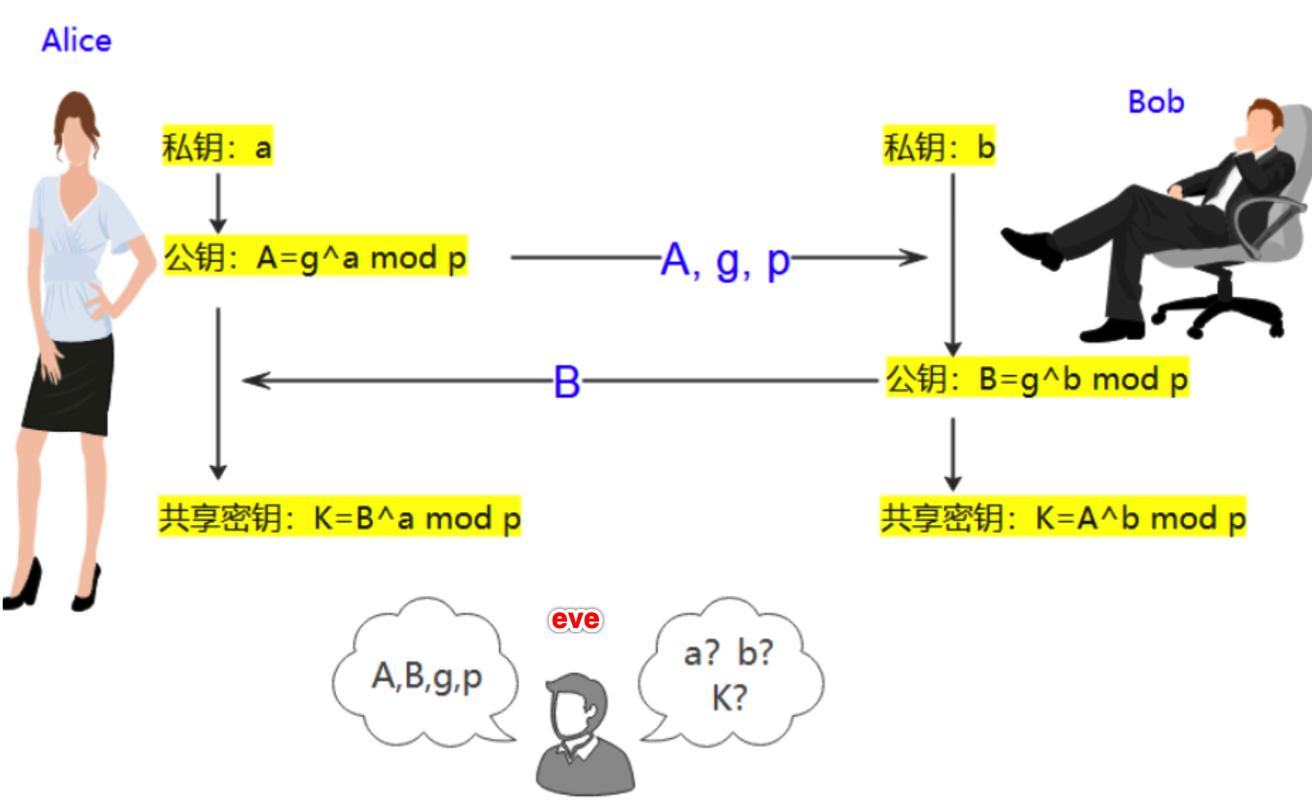 Alice
Bob
私钥：a
私钥：b
公钥：A=g^a mod p
A, g, p
B
公钥：B=g^b mod p
共享密钥：K=B^a mod p
共享密钥：K=A^b mod p
eve
A,B,g,p
a? b?
K?